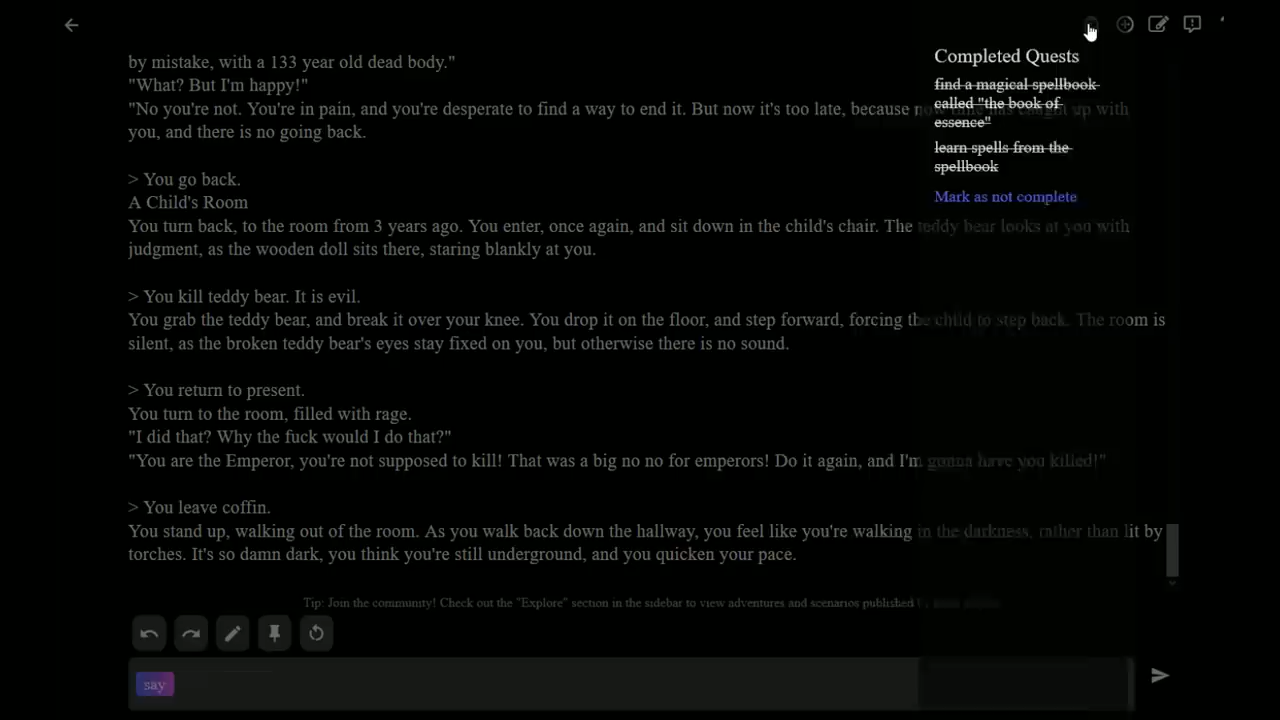 by mistake, with a 133 year old dead body."
"What? But I'm happy!"
"No you're not. You're in pain, and you're desperate to find a way to end it. But now it's too late, because now time has caught up with
you, and there is no going back.
> You go back.
A Child's Room
You turn back, to the room from 3 years ago. You enter, once again, and sit down in the child's chair. The teddy bear looks at you with
judgment, as the wooden doll sits there, staring blankly at you.
> You kill teddy bear. It is evil.
You grab the teddy bear, and break it over your knee. You drop it on the floor, and step forward, forcing the child to step back. The room is
silent, as the broken teddy bear's eyes stay fixed on you, but otherwise there is no sound.
> You return to present.
You turn to the room, filled with rage.
"I did that? Why the fuck would I do that?"
"You are the Emperor, you're not supposed to kill! That was a big no no for emperors! Do it again, and I'm gonna have you killed!"
> You leave coffin.
You stand up, walking out of the room. As you walk back down the hallway, you feel like you're walking in the darkness, rather than lit by
torches. It's so damn dark, you think you're still underground, and you quicken your pace.
Tip: Join the community! Check out the "Explore" section in the sidebar to view adventures and scenarios published
say
Completed Quests
find a magical spellbook
called "the book of
essence"
learn spells from the
spellbook
Mark as not complete